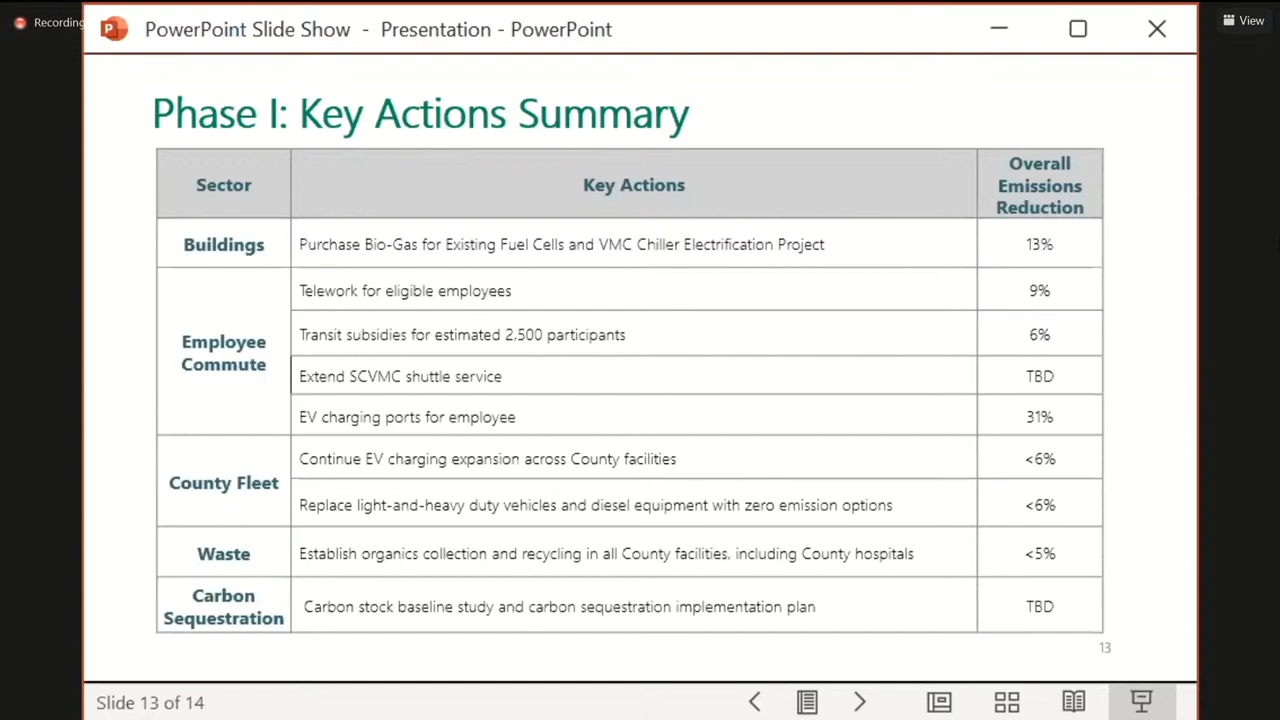 Recording
PowerPoint Slide Show - Presentation - PowerPoint
View
Phase I: Key Actions Summary
Sector
Key Actions
Overall
Emissions
Reduction
Buildings
Purchase Bio-Gas for Existing Fuel Cells and VMC Chiller Electrification Project
13%
Employee
Commute
Telework for eligible employees
9%
Transit subsidies for estimated 2,500 participants
6%
Extend SCVMC shuttle service
TBD
EV charging ports for employee
31%
County Fleet
Continue EV charging expansion across County facilities
<6%
Replace light-and-heavy duty vehicles and diesel equipment with zero emission options
<6%
Waste
Establish organics collection and recycling in all County facilities, including County hospitals
<5%
Carbon
Sequestration
Carbon stock baseline study and carbon sequestration implementation plan
TBD
13
Slide 13 of 14